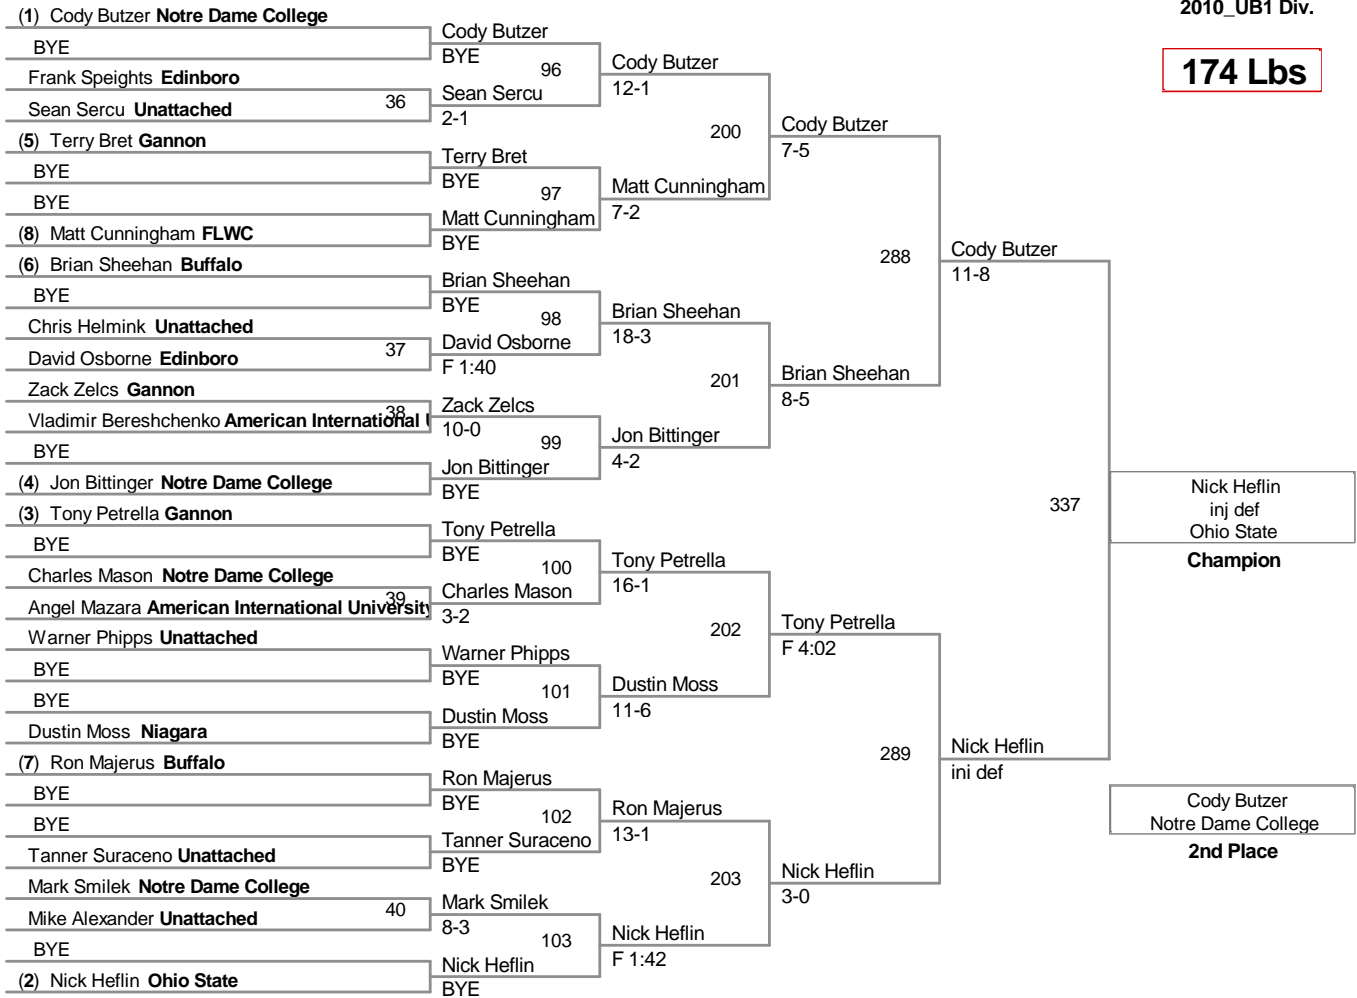 2010_UB1 Div.
174 Lbs
(1) Cody Butzer Notre Dame College
BYE
Frank Speights Edinboro
Sean Sercu Unattached
(5) Terry Bret Gannon
BYE
BYE
(8) Matt Cunningham FLWC
(6) Brian Sheehan Buffalo
BYE
Chris Helmink Unattached
David Osborne Edinboro
Zack Zelcs Gannon
Vladimir Bereshchenko American International
BYE
(4) Jon Bittinger Notre Dame College
(3) Tony Petrella Gannon
BYE
Charles Mason Notre Dame College
Angel Mazara American International University
Warner Phipps Unattached
BYE
BYE
Dustin Moss Niagara
(7) Ron Majerus Buffalo
BYE
BYE
Tanner Suraceno Unattached
Mark Smilek Notre Dame College
Mike Alexander Unattached
BYE
(2) Nick Heflin Ohio State
36
37
38
39
40
Cody Butzer
BYE
96
Sean Sercu
2-1
Terry Bret
BYE
97
Matt Cunningham
BYE
Brian Sheehan
BYE
98
David Osborne
F 1:40
Zack Zelcs
10-0
99
Jon Bittinger
BYE
Tony Petrella
BYE
100
Charles Mason
3-2
Warner Phipps
BYE
101
Dustin Moss
BYE
Ron Majerus
BYE
102
Tanner Suraceno
BYE
Mark Smilek
8-3
103
Nick Heflin
BYE
Cody Butzer
12-1
200
Matt Cunningham
7-2
Brian Sheehan
18-3
201
Jon Bittinger
4-2
Tony Petrella
16-1
202
Dustin Moss
11-6
Ron Majerus
13-1
203
Nick Heflin
F 1:42
Cody Butzer
7-5
288
Brian Sheehan
8-5
Tony Petrella
F 4:02
289
Nick Heflin
3-0
Cody Butzer
11-8
337
Nick Heflin
inj def
Nick Heflin
inj def
Ohio State
Champion
Cody Butzer
Notre Dame College
2nd Place